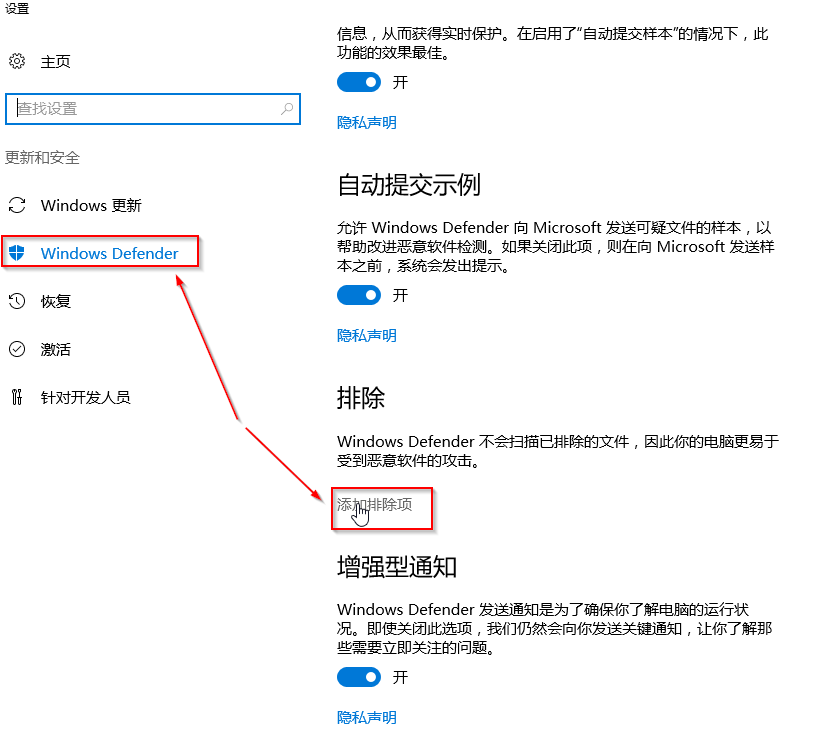 设置
主页
查找设置
更新和安全
Windows 更新
Windows Defender
恢复
激活
针对开发人员
信息，从而获得实时保护。在启用了“自动提交样本”的情况下，此
功能的效果最佳。
开
隐私声明
自动提交示例
允许 Windows Defender 向 Microsoft 发送可疑文件的样本，以
帮助改进恶意软件检测。如果关闭此项，则在向 Microsoft 发送样
本之前，系统会发出提示。
开
隐私声明
排除
Windows Defender 不会扫描已排除的文件，因此你的电脑更易于
受到恶意软件的攻击。
添加排除项
增强型通知
Windows Defender 发送通知是为了确保你了解电脑的运行状
况。即使关闭此选项，我们仍然会向你发送关键通知，让你了解那
些需要立即关注的问题。
开
隐私声明